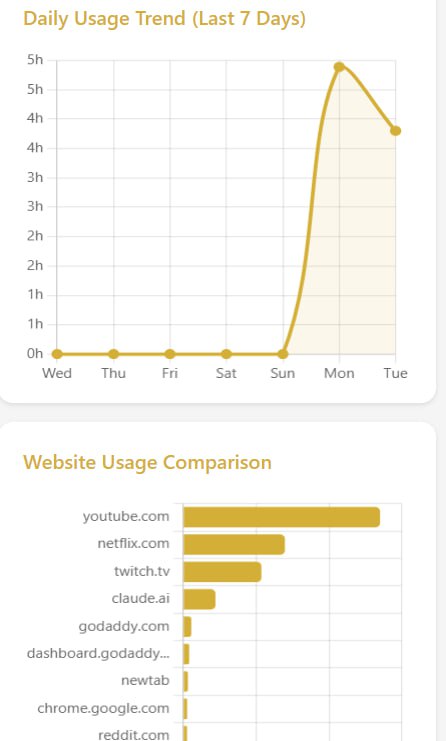 Daily Usage Trend (Last 7 Days)
5h
5h
4h
4h
3h
3h
2h
2h
1h
1h
0h
Wed Thu Fri Sat Sun Mon Tue
Website Usage Comparison
youtube.com
netflix.com
twitch.tv
claude.ai
godaddy.com
dashboard.godaddy...
newtab
chrome.google.com
reddit.com